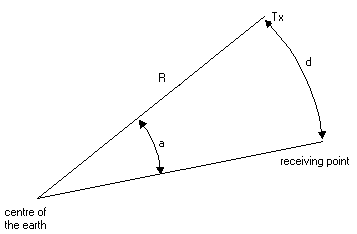 Tx
R
d
a
receiving point
centre of
the earth